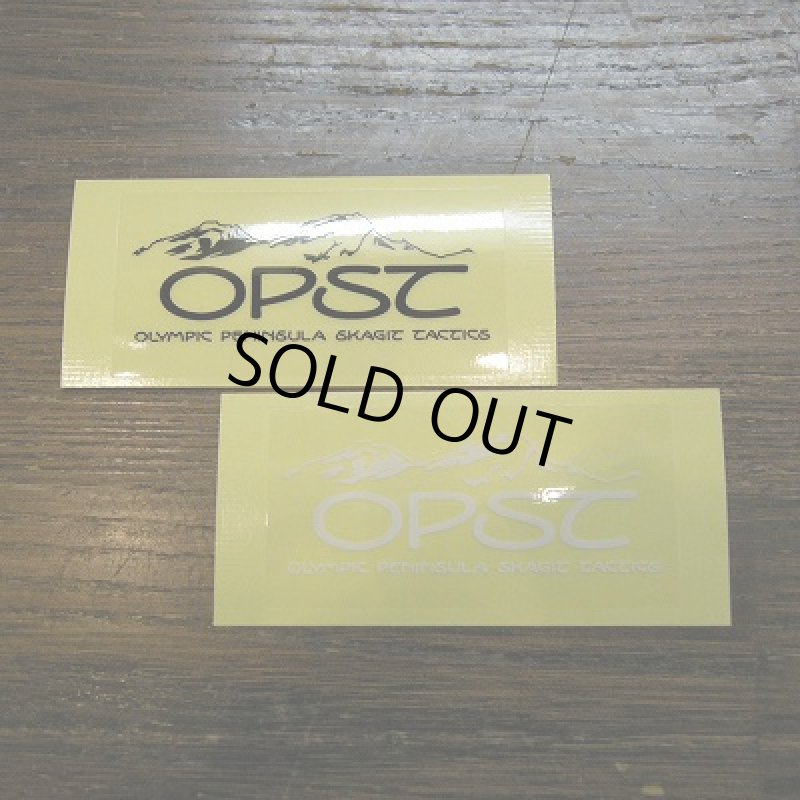 OPST
OLYMPIC PENINSULA SKAGIT TACTICS
SOLD OUT
OPST
OLYMPIC PENINSULA SKAGIT TACTICS